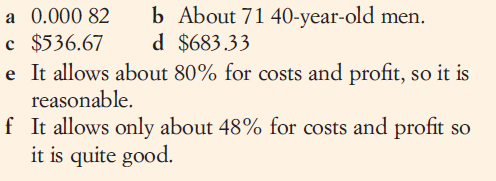 a 0.000 82 b About 71 40-year-old men.
c $536.67 d $683.33
e It allows about 80% for costs and profit, so it is
reasonable.
f It allows only about 48% for costs and profit so
it is quite good.